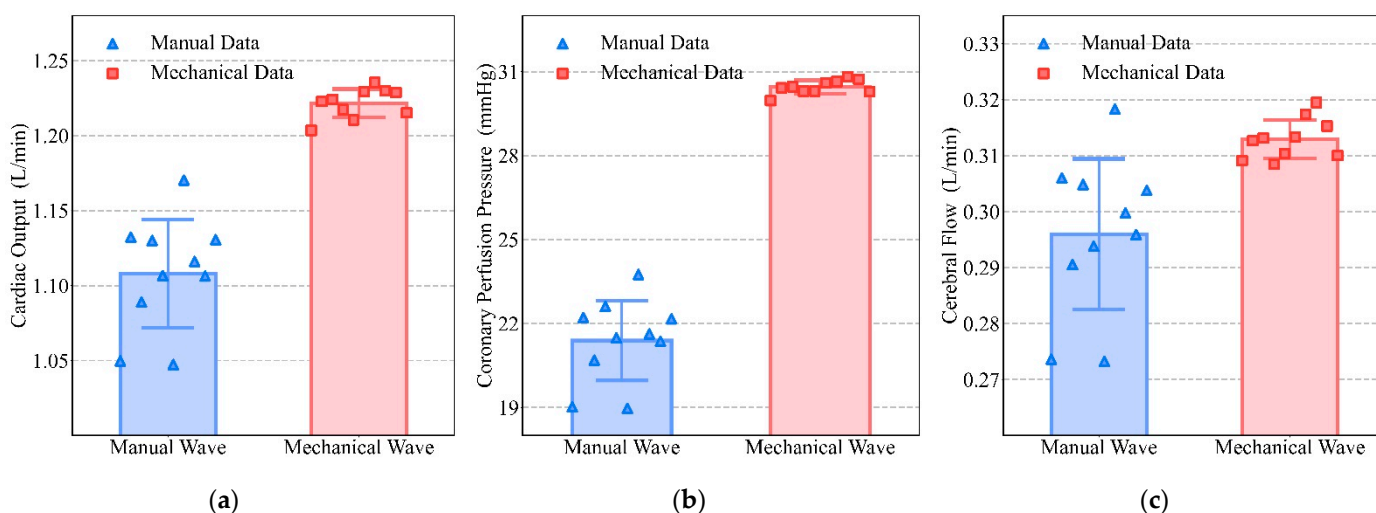 Manual Data
Mechanical Data
Cardiac Output (L/min)
1.25
1.20
1.15
1.10
1.05
Manual Wave
Mechanical Wave
(a)
Manual Data
Mechanical Data
Coronary Perfusion Pressure (mmHg)
31
28
25
22
19
Manual Wave
Mechanical Wave
(b)
Manual Data
Mechanical Data
Cerebral Flow (L/min)
0.33
0.32
0.31
0.30
0.29
0.28
0.27
Manual Wave
Mechanical Wave
(c)